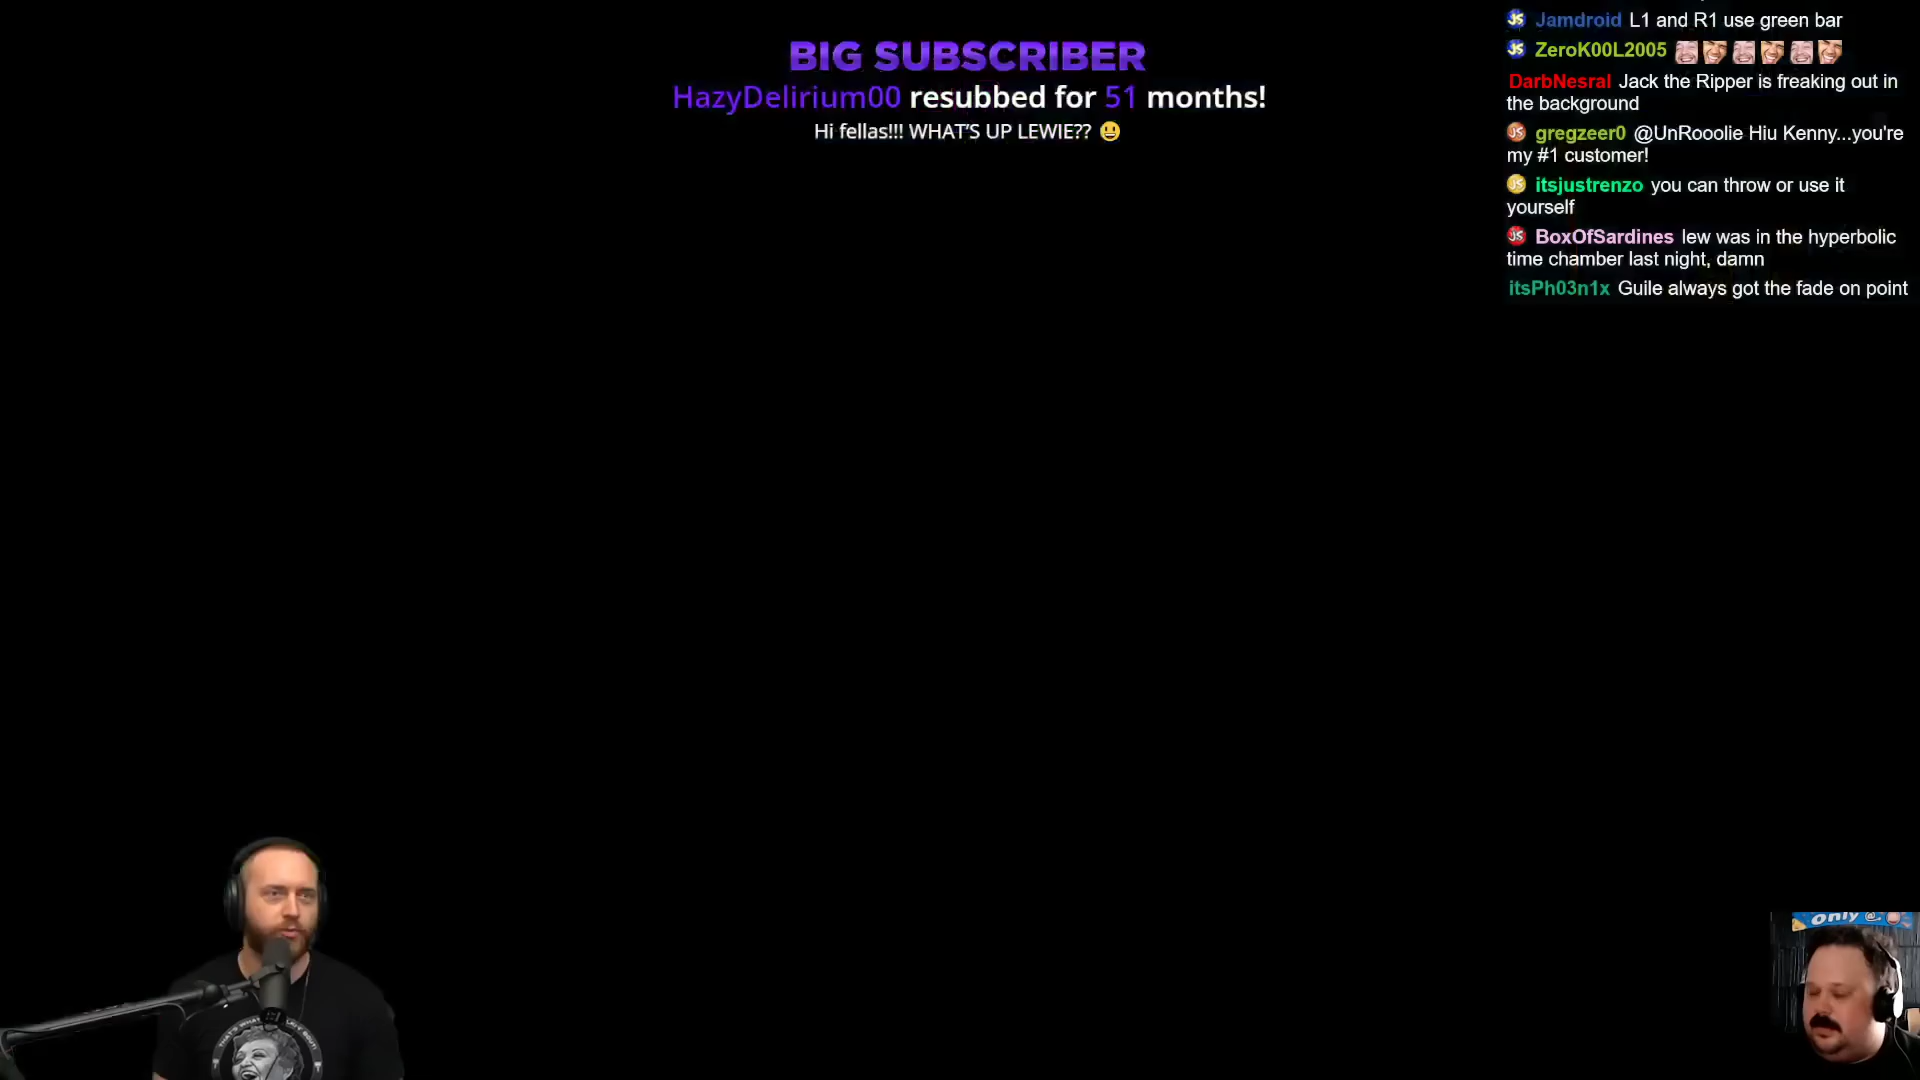 BIG SUBSCRIBER
HazyDelirium00 resubbed for 51 months!
Hi fellas!!! WHAT'S UP LEWIE?? 😀
Jamdroid L1 and R1 use green bar
ZeroK00L2005
DarbNesral Jack the Ripper is freaking out in
the background
gregzeer0 @UnRooolie Hiu Kenny...you're
my #1 customer!
itsjustrenzo you can throw or use it
yourself
BoxOfSardines lew was in the hyperbolic
time chamber last night, damn
itsPh03n1x Guile always got the fade on point
only
THAT'S WHAT